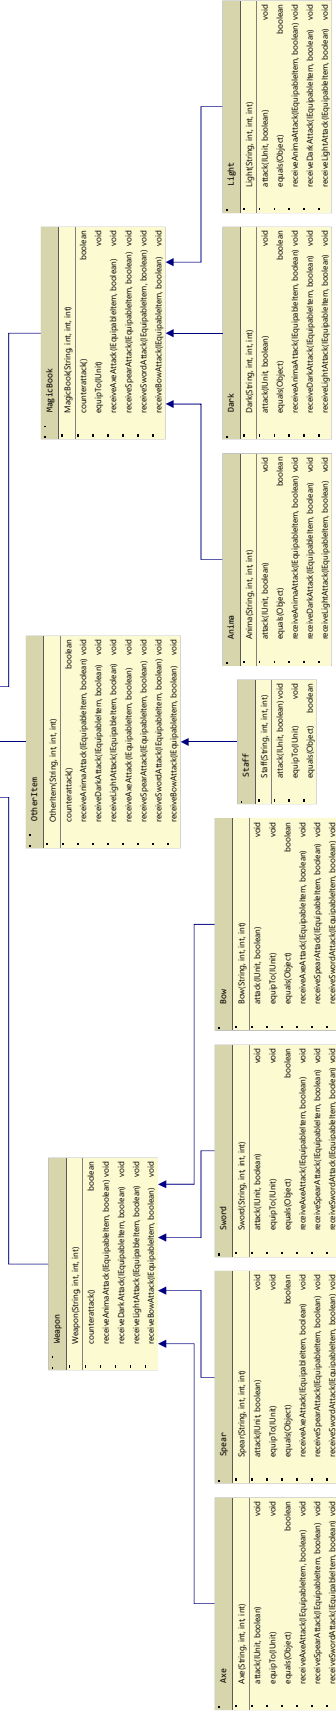 MagicBook
MagicBook(String, int, int, int)
counterattack() boolean
equipTo(IUnit) void
receiveAxeAttack(IEquipableItem, boolean) void
receiveSpearAttack(IEquipableItem, boolean) void
receiveSwordAttack(IEquipableItem, boolean) void
receiveBowAttack(IEquipableItem, boolean) void
Light
Light(String, int, int, int)
attack(IUnit, boolean) void
equals(Object) boolean
receiveAnimaAttack(IEquipableItem, boolean) void
receiveDarkAttack(IEquipableItem, boolean) void
receiveLightAttack(IEquipableItem, boolean) void
Dark
Dark(String, int, int, int)
attack(IUnit, boolean) void
equals(Object) boolean
receiveAnimaAttack(IEquipableItem, boolean) void
receiveDarkAttack(IEquipableItem, boolean) void
receiveLightAttack(IEquipableItem, boolean) void
Anima
Anima(String, int, int, int)
attack(IUnit, boolean) void
equals(Object) boolean
receiveAnimaAttack(IEquipableItem, boolean) void
receiveDarkAttack(IEquipableItem, boolean) void
receiveLightAttack(IEquipableItem, boolean) void
OtherItem
OtherItem(String, int, int, int)
counterattack() boolean
receiveAnimaAttack(IEquipableItem, boolean) void
receiveDarkAttack(IEquipableItem, boolean) void
receiveLightAttack(IEquipableItem, boolean) void
receiveAxeAttack(IEquipableItem, boolean) void
receiveSpearAttack(IEquipableItem, boolean) void
receiveSwordAttack(IEquipableItem, boolean) void
receiveBowAttack(IEquipableItem, boolean) void
Staff
Staff(String, int, int, int)
attack(IUnit, boolean) void
equipTo(IUnit) void
equals(Object) boolean
Weapon
Weapon(String, int, int, int)
counterattack() boolean
receiveAnimaAttack(IEquipableItem, boolean) void
receiveDarkAttack(IEquipableItem, boolean) void
receiveLightAttack(IEquipableItem, boolean) void
receiveBowAttack(IEquipableItem, boolean) void
Bow
Bow(String, int, int, int)
attack(IUnit, boolean) void
equipTo(IUnit) void
equals(Object) boolean
receiveAxeAttack(IEquipableItem, boolean) void
receiveSpearAttack(IEquipableItem, boolean) void
receiveSwordAttack(IEquipableItem, boolean) void
Sword
Sword(String, int, int, int)
attack(IUnit, boolean) void
equipTo(IUnit) void
equals(Object) boolean
receiveAxeAttack(IEquipableItem, boolean) void
receiveSpearAttack(IEquipableItem, boolean) void
receiveSwordAttack(IEquipableItem, boolean) void
Spear
Spear(String, int, int, int)
attack(IUnit, boolean) void
equipTo(IUnit) void
equals(Object) boolean
receiveAxeAttack(IEquipableItem, boolean) void
receiveSpearAttack(IEquipableItem, boolean) void
receiveSwordAttack(IEquipableItem, boolean) void
Axe
Axe(String, int, int, int)
attack(IUnit, boolean) void
equipTo(IUnit) void
equals(Object) boolean
receiveAxeAttack(IEquipableItem, boolean) void
receiveSpearAttack(IEquipableItem, boolean) void
receiveSwordAttack(IEquipableItem, boolean) void